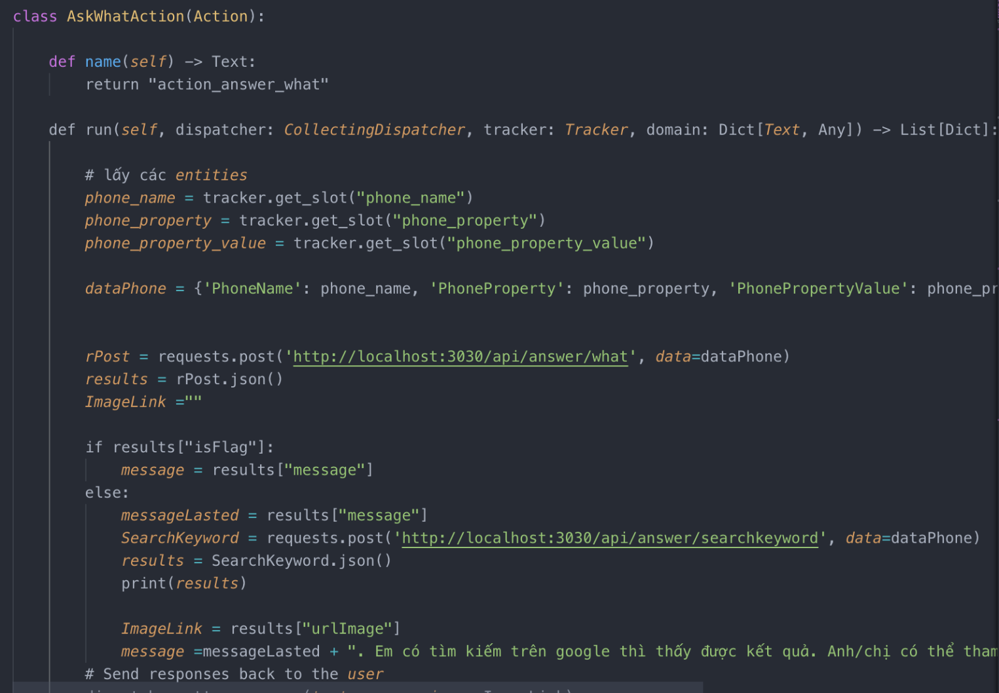 class AskWhatAction(Action):
def name(self) -> Text:
return "action_answer_what"
def run(self, dispatcher: CollectingDispatcher, tracker: Tracker, domain: Dict[Text, Any]) -> List[Dict]:
# lấy các entities
phone_name = tracker.get_slot("phone_name")
phone_property = tracker.get_slot("phone_property")
phone_property_value = tracker.get_slot("phone_property_value")
dataPhone = {'PhoneName': phone_name, 'PhoneProperty': phone_property, 'PhonePropertyValue': phone_pr
rPost = requests.post('http://localhost:3030/api/answer/what', data=dataPhone)
results = rPost.json()
ImageLink =""
if results["isFlag"]:
message = results["message"]
else:
messageLasted = results["message"]
SearchKeyword = requests.post('http://localhost:3030/api/answer/searchkeyword', data=dataPhone)
results = SearchKeyword.json()
print(results)
ImageLink = results["urlImage"]
message =messageLasted + ". Em có tìm kiếm trên google thì thấy được kết quả. Anh/chị có thể tham
# Send responses back to the user